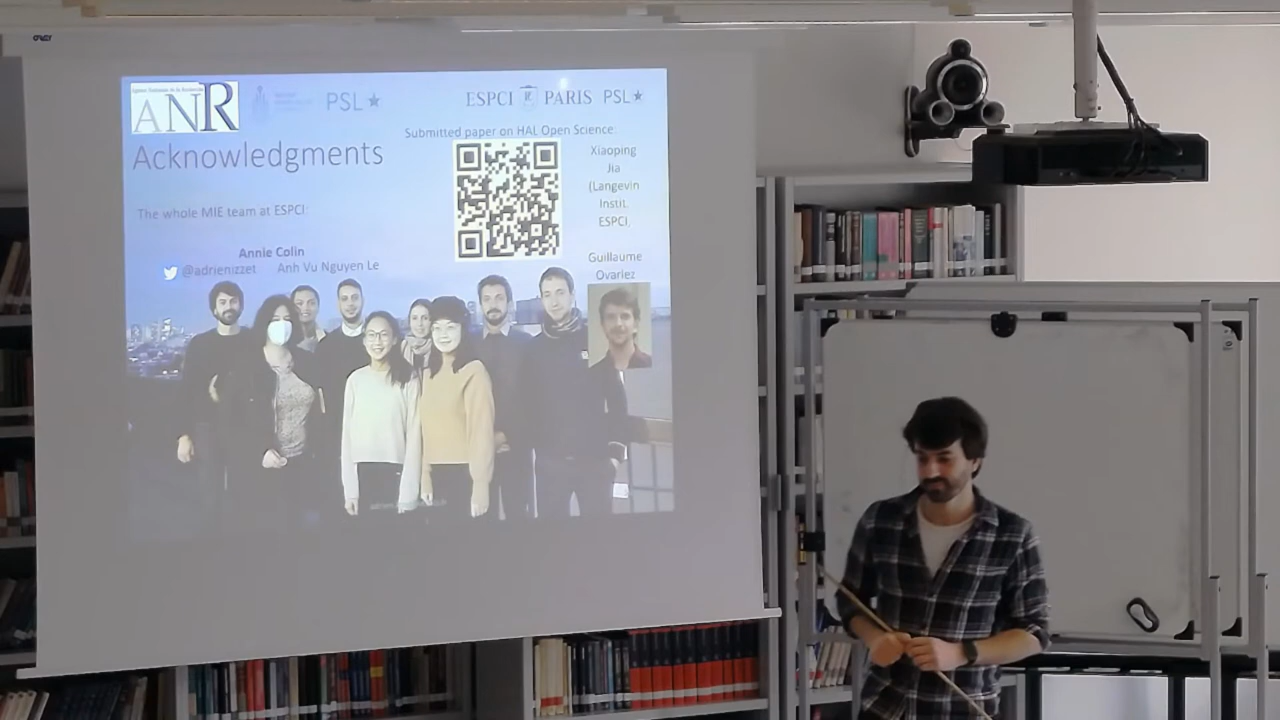 ANR
PSL★
ESPCI PARIS PSL★
Submitted paper on HAL Open Science:
Acknowledgments
Xiaoping
Jia
(Langevin
Instit.
ESPCI
The whole MIE team at ESPCI:
Annie Colin
@adrienizzet Anh Vu Nguyen Le
Guillaume
Ovarlez